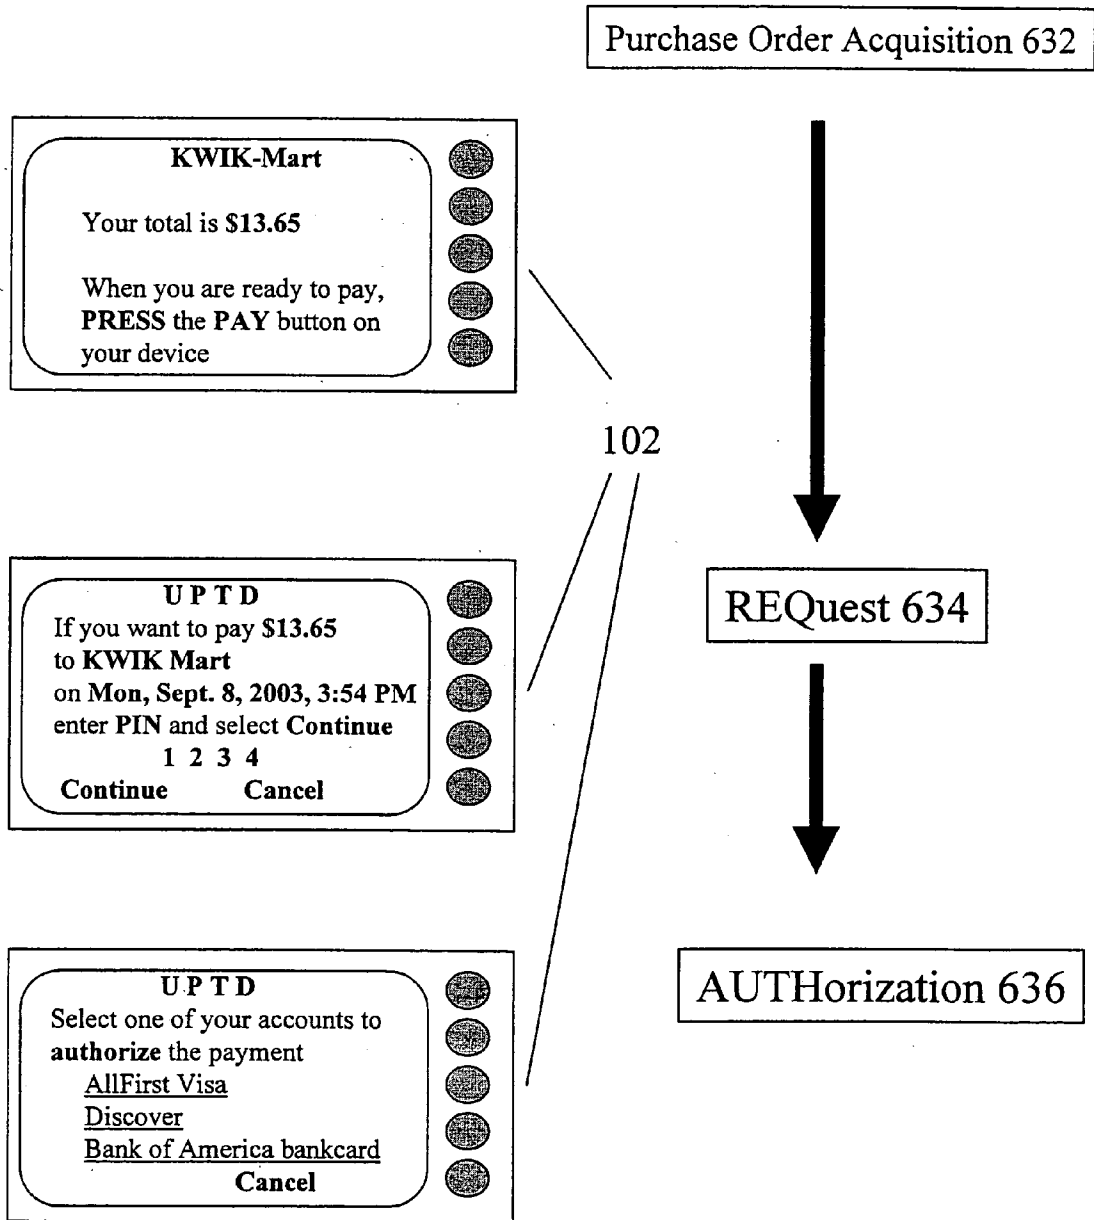 Purchase Order Acquisition 632
KWIK-Mart
Your total is $13.65
When you are ready to pay,
PRESS the PAY button on
your device
102
U P T D
If you want to pay $13.65
to KWIK Mart
on Mon, Sept. 8, 2003, 3:54 PM
enter PIN and select Continue
1 2 3 4
Continue Cancel
REQuest 634
U P T D
Select one of your accounts to
authorize the payment
AllFirst Visa
Discover
Bank of America bankcard
Cancel
AUTHorization 636